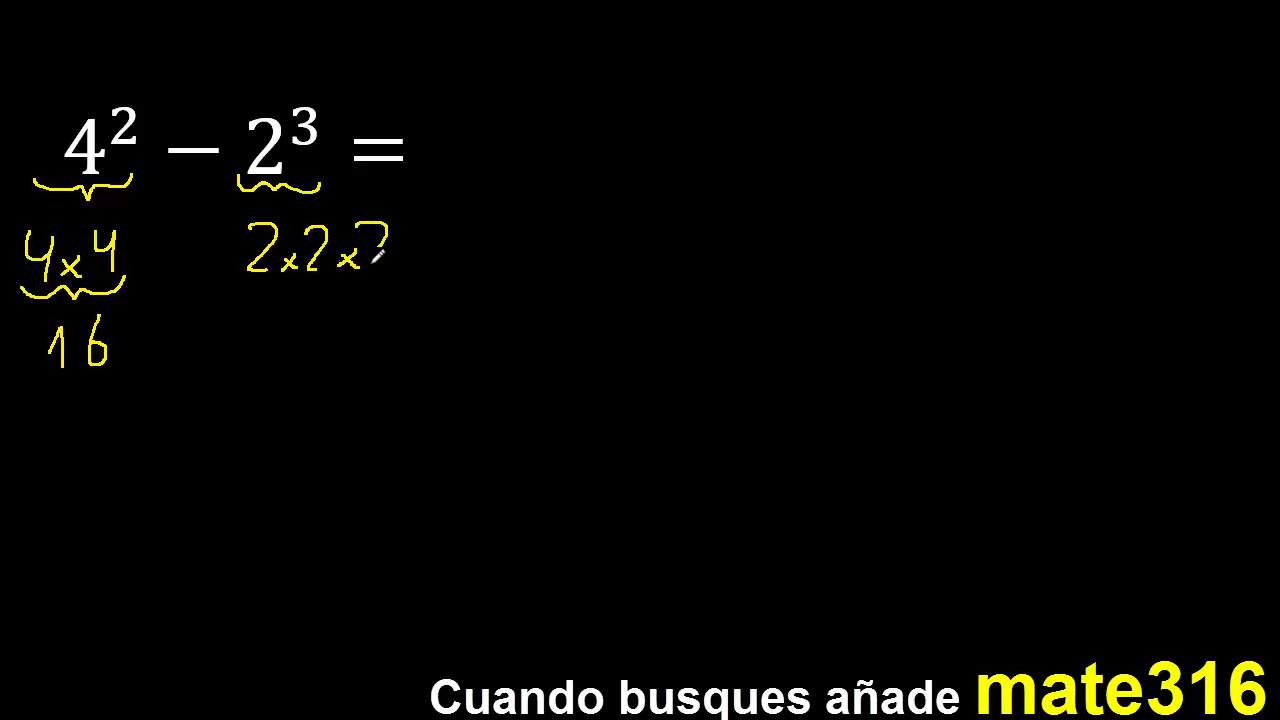 4² − 2³ =
4×4 2×2×2
16
Cuando busques añade mate316